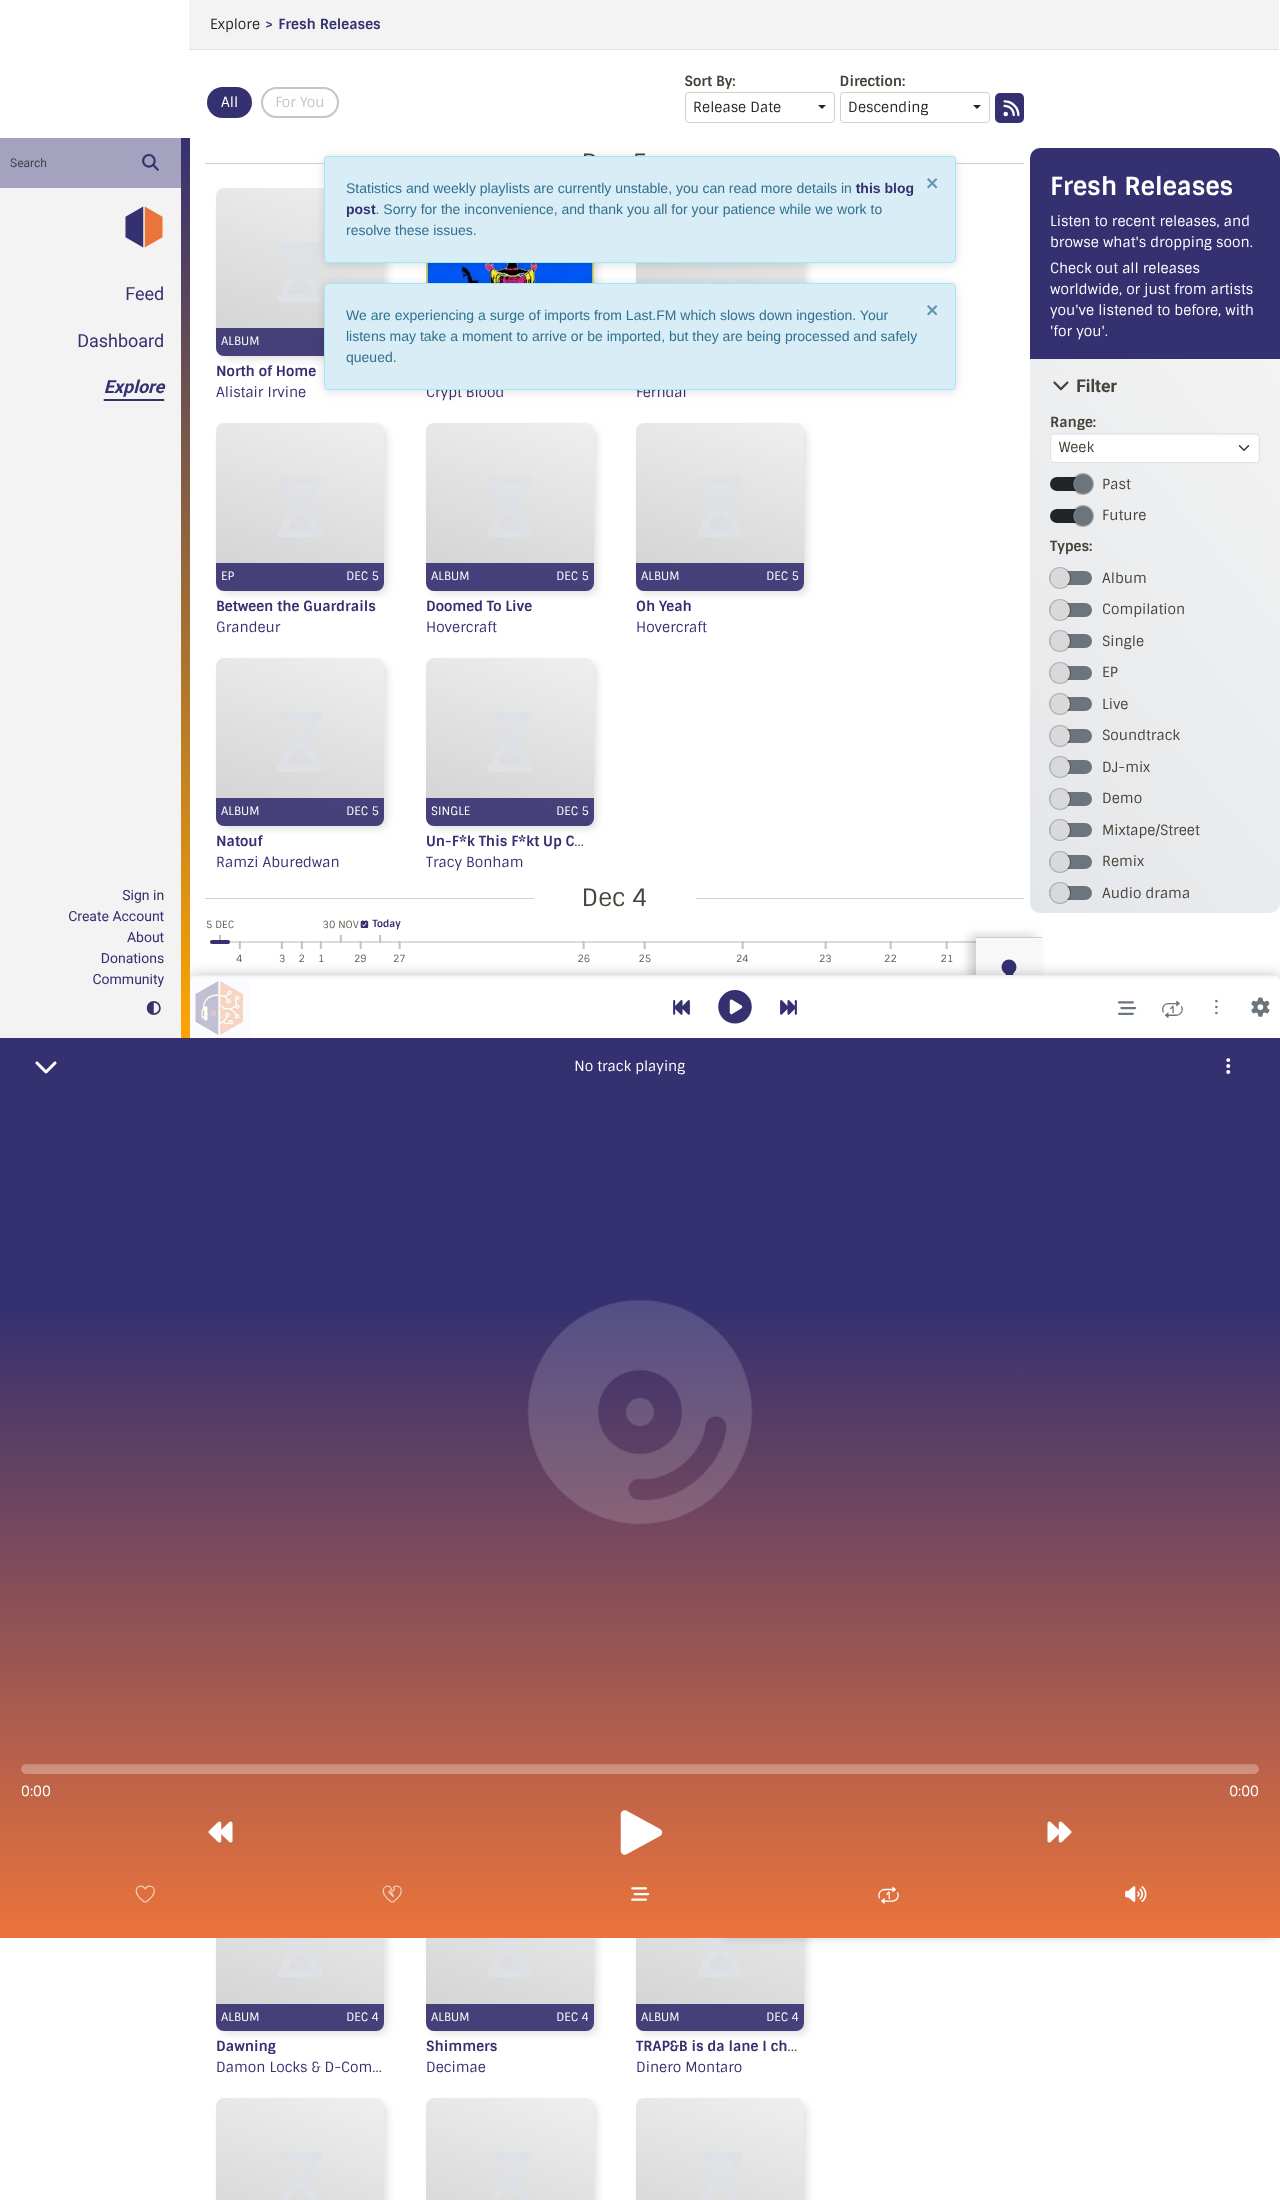 Explore > Fresh Releases
All
For You
Sort By:
Release Date
Direction:
Descending
Search
Feed
Dashboard
Explore
Sign in
Create Account
About
Donations
Community
Statistics and weekly playlists are currently unstable, you can read more details in this blog
post. Sorry for the inconvenience, and thank you all for your patience while we work to
resolve these issues.
×
We are experiencing a surge of imports from Last.FM which slows down ingestion. Your
listens may take a moment to arrive or be imported, but they are being processed and safely
queued.
×
ALBUM
North of Home
Alistair Irvine
Crypt Blood
Ferndal
EP DEC 5
Between the Guardrails
Grandeur
ALBUM DEC 5
Doomed To Live
Hovercraft
ALBUM DEC 5
Oh Yeah
Hovercraft
ALBUM DEC 5
Natouf
Ramzi Aburedwan
SINGLE DEC 5
Un-F*k This F*kt Up C...
Tracy Bonham
Dec 4
5 DEC 30 NOV Today
4 3 2 1 29 27 26 25 24 23 22 21
Fresh Releases
Listen to recent releases, and
browse what's dropping soon.
Check out all releases
worldwide, or just from artists
you've listened to before, with
'for you'.
Filter
Range:
Week
Past
Future
Types:
Album
Compilation
Single
EP
Live
Soundtrack
DJ-mix
Demo
Mixtape/Street
Remix
Audio drama
No track playing
0:00 0:00
ALBUM DEC 4
Dawning
Damon Locks & D-Com...
ALBUM DEC 4
Shimmers
Decimae
ALBUM DEC 4
TRAP&B is da lane I ch...
Dinero Montaro